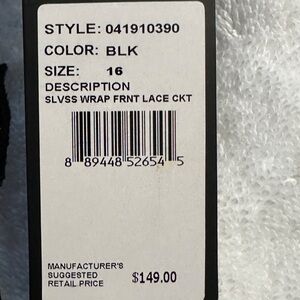 STYLE: 041910390
COLOR: BLK
SIZE: 16
DESCRIPTION
SLVSS WRAP FRNT LACE CKT
8 89448 52654 5
MANUFACTURER'S
SUGGESTED
RETAIL PRICE $149.00